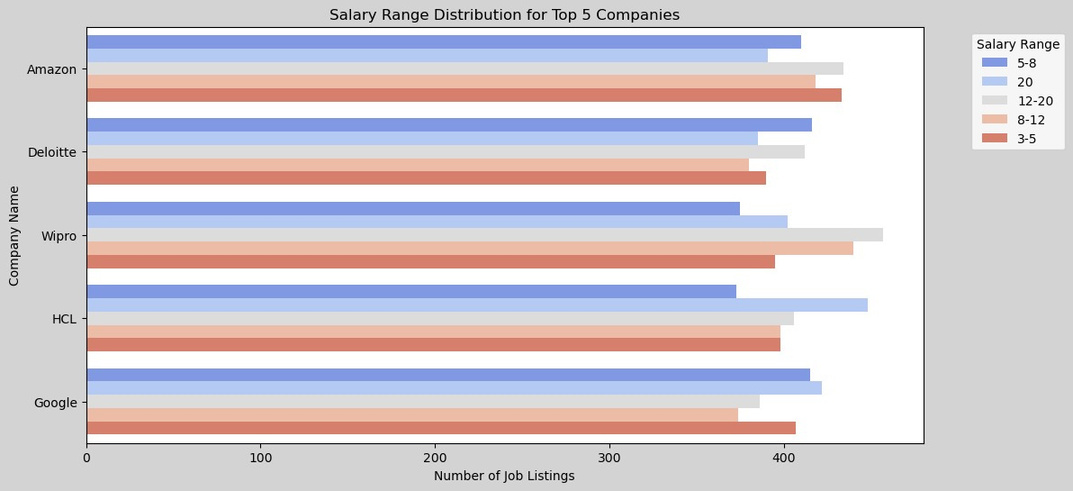 Salary Range Distribution for Top 5 Companies
Salary Range
5-8
20
12-20
8-12
3-5
Company Name
Amazon
Deloitte
Wipro
HCL
Google
0 100 200 300 400
Number of Job Listings